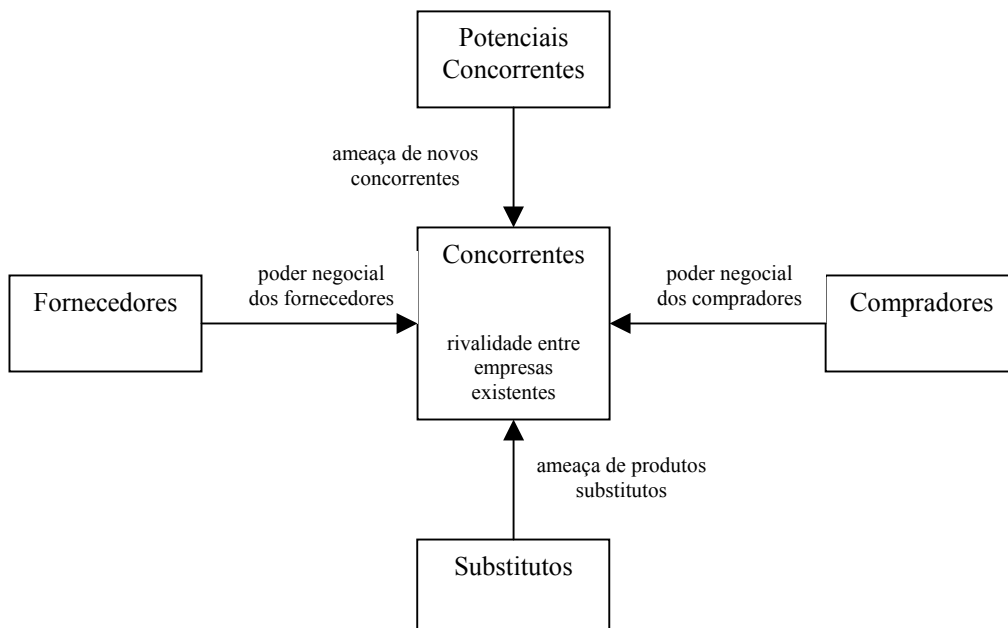 Potenciais
Concorrentes
ameaça de novos
concorrentes
Concorrentes
rivalidade entre
empresas
existentes
Fornecedores
poder negocial
dos fornecedores
poder negocial
dos compradores
Compradores
ameaça de produtos
substitutos
Substitutos